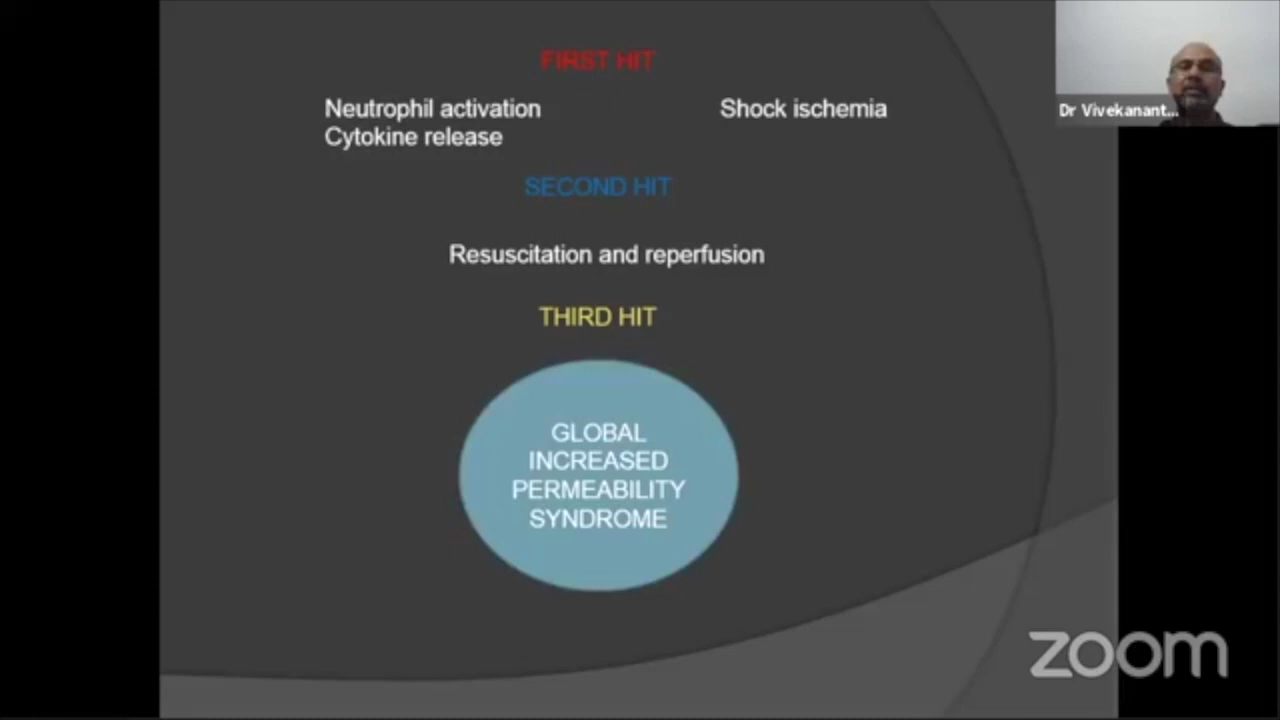 FIRST HIT
Neutrophil activation
Cytokine release
Shock ischemia
SECOND HIT
Resuscitation and reperfusion
THIRD HIT
GLOBAL
INCREASED
PERMEABILITY
SYNDROME
Dr Vivekanant...
zoom